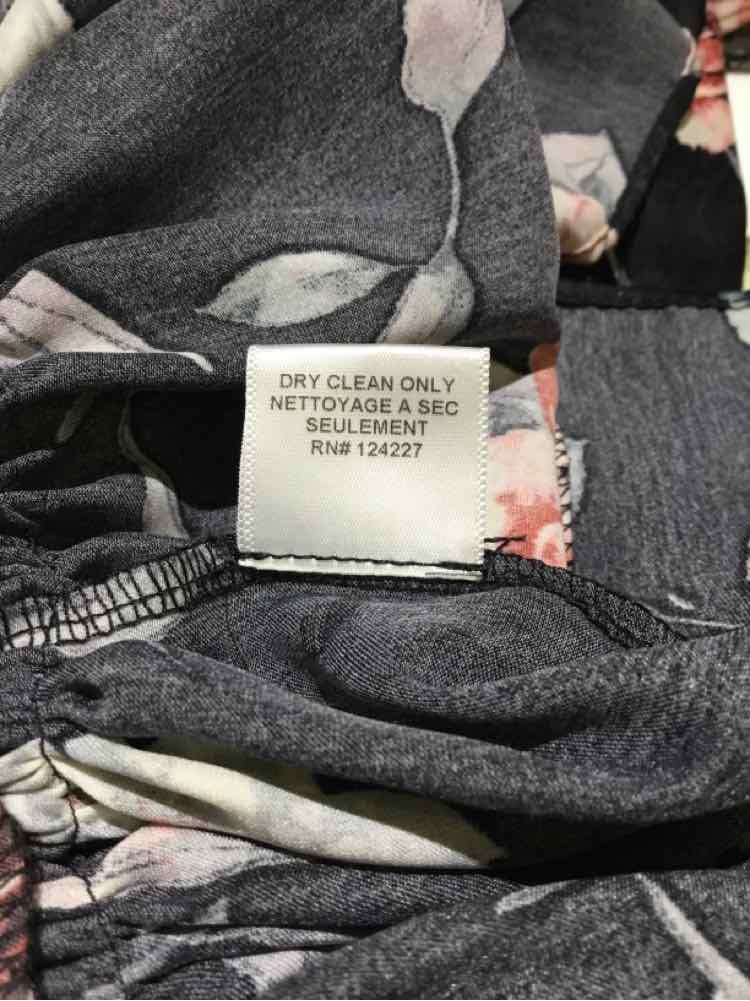 DRY CLEAN ONLY
NETTOYAGE A SEC
SEULEMENT
RN# 124227